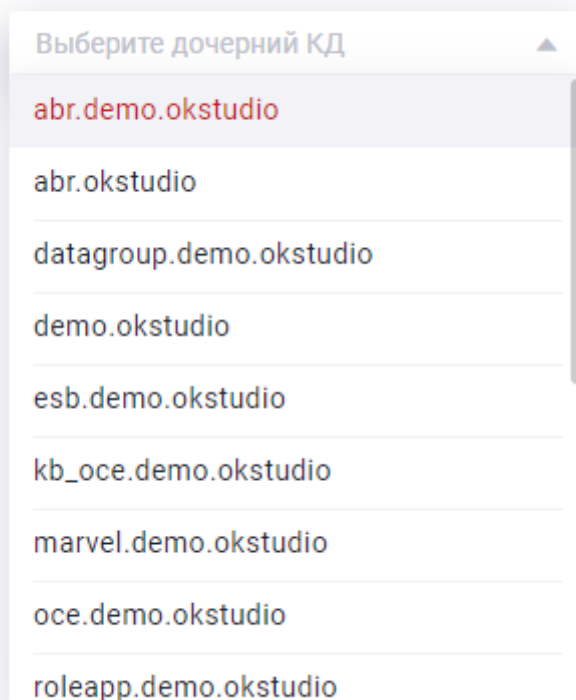 Выберите дочерний КД
abr.demo.okstudio
abr.okstudio
datagroup.demo.okstudio
demo.okstudio
esb.demo.okstudio
kb_oce.demo.okstudio
marvel.demo.okstudio
oce.demo.okstudio
roleapp.demo.okstudio